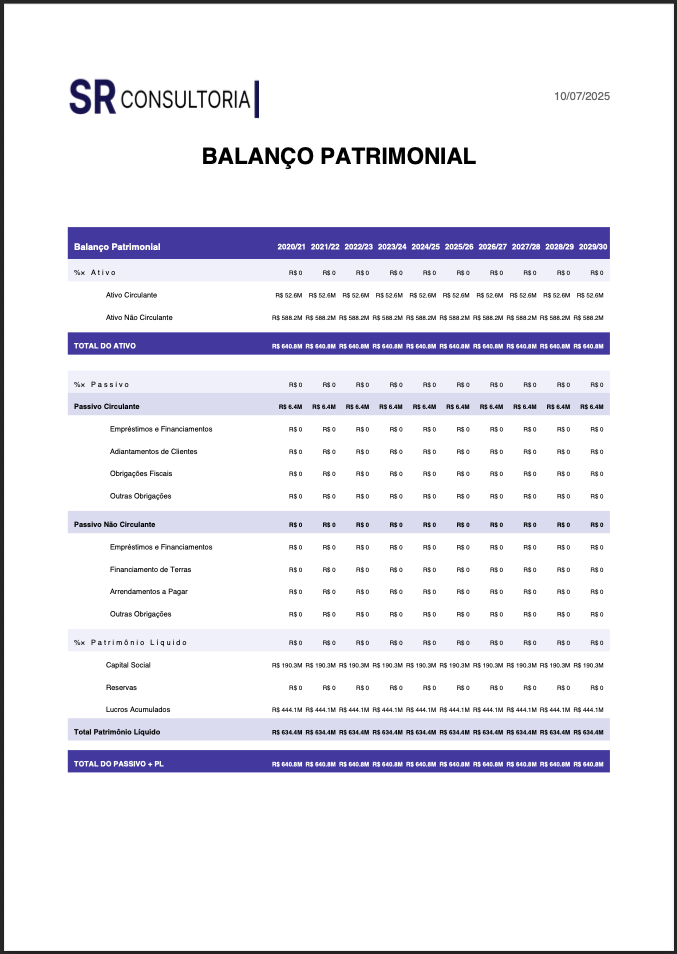 SR CONSULTORIA
10/07/2025
BALANÇO PATRIMONIAL
Balanço Patrimonial 2020/21 2021/22 2022/23 2023/24 2024/25 2025/26 2026/27 2027/28 2028/29 2029/30
%× Ativo R$ 0 R$ 0 R$ 0 R$ 0 R$ 0 R$ 0 R$ 0 R$ 0 R$ 0 R$ 0
Ativo Circulante R$ 52.6M R$ 52.6M R$ 52.6M R$ 52.6M R$ 52.6M R$ 52.6M R$ 52.6M R$ 52.6M R$ 52.6M R$ 52.6M
Ativo Não Circulante R$ 588.2M R$ 588.2M R$ 588.2M R$ 588.2M R$ 588.2M R$ 588.2M R$ 588.2M R$ 588.2M R$ 588.2M R$ 588.2M
TOTAL DO ATIVO R$ 640.8M R$ 640.8M R$ 640.8M R$ 640.8M R$ 640.8M R$ 640.8M R$ 640.8M R$ 640.8M R$ 640.8M R$ 640.8M
%× Passivo R$ 0 R$ 0 R$ 0 R$ 0 R$ 0 R$ 0 R$ 0 R$ 0 R$ 0 R$ 0
Passivo Circulante R$ 6.4M R$ 6.4M R$ 6.4M R$ 6.4M R$ 6.4M R$ 6.4M R$ 6.4M R$ 6.4M R$ 6.4M R$ 6.4M
Empréstimos e Financiamentos R$ 0 R$ 0 R$ 0 R$ 0 R$ 0 R$ 0 R$ 0 R$ 0 R$ 0 R$ 0
Adiantamentos de Clientes R$ 0 R$ 0 R$ 0 R$ 0 R$ 0 R$ 0 R$ 0 R$ 0 R$ 0 R$ 0
Obrigações Fiscais R$ 0 R$ 0 R$ 0 R$ 0 R$ 0 R$ 0 R$ 0 R$ 0 R$ 0 R$ 0
Outras Obrigações R$ 0 R$ 0 R$ 0 R$ 0 R$ 0 R$ 0 R$ 0 R$ 0 R$ 0 R$ 0
Passivo Não Circulante R$ 0 R$ 0 R$ 0 R$ 0 R$ 0 R$ 0 R$ 0 R$ 0 R$ 0 R$ 0
Empréstimos e Financiamentos R$ 0 R$ 0 R$ 0 R$ 0 R$ 0 R$ 0 R$ 0 R$ 0 R$ 0 R$ 0
Financiamento de Terras R$ 0 R$ 0 R$ 0 R$ 0 R$ 0 R$ 0 R$ 0 R$ 0 R$ 0 R$ 0
Arrendamentos a Pagar R$ 0 R$ 0 R$ 0 R$ 0 R$ 0 R$ 0 R$ 0 R$ 0 R$ 0 R$ 0
Outras Obrigações R$ 0 R$ 0 R$ 0 R$ 0 R$ 0 R$ 0 R$ 0 R$ 0 R$ 0 R$ 0
%× Patrimônio Líquido R$ 0 R$ 0 R$ 0 R$ 0 R$ 0 R$ 0 R$ 0 R$ 0 R$ 0 R$ 0
Capital Social R$ 190.3M R$ 190.3M R$ 190.3M R$ 190.3M R$ 190.3M R$ 190.3M R$ 190.3M R$ 190.3M R$ 190.3M R$ 190.3M
Reservas R$ 0 R$ 0 R$ 0 R$ 0 R$ 0 R$ 0 R$ 0 R$ 0 R$ 0 R$ 0
Lucros Acumulados R$ 444.1M R$ 444.1M R$ 444.1M R$ 444.1M R$ 444.1M R$ 444.1M R$ 444.1M R$ 444.1M R$ 444.1M R$ 444.1M
Total Patrimônio Líquido R$ 634.4M R$ 634.4M R$ 634.4M R$ 634.4M R$ 634.4M R$ 634.4M R$ 634.4M R$ 634.4M R$ 634.4M R$ 634.4M
TOTAL DO PASSIVO + PL R$ 640.8M R$ 640.8M R$ 640.8M R$ 640.8M R$ 640.8M R$ 640.8M R$ 640.8M R$ 640.8M R$ 640.8M R$ 640.8M